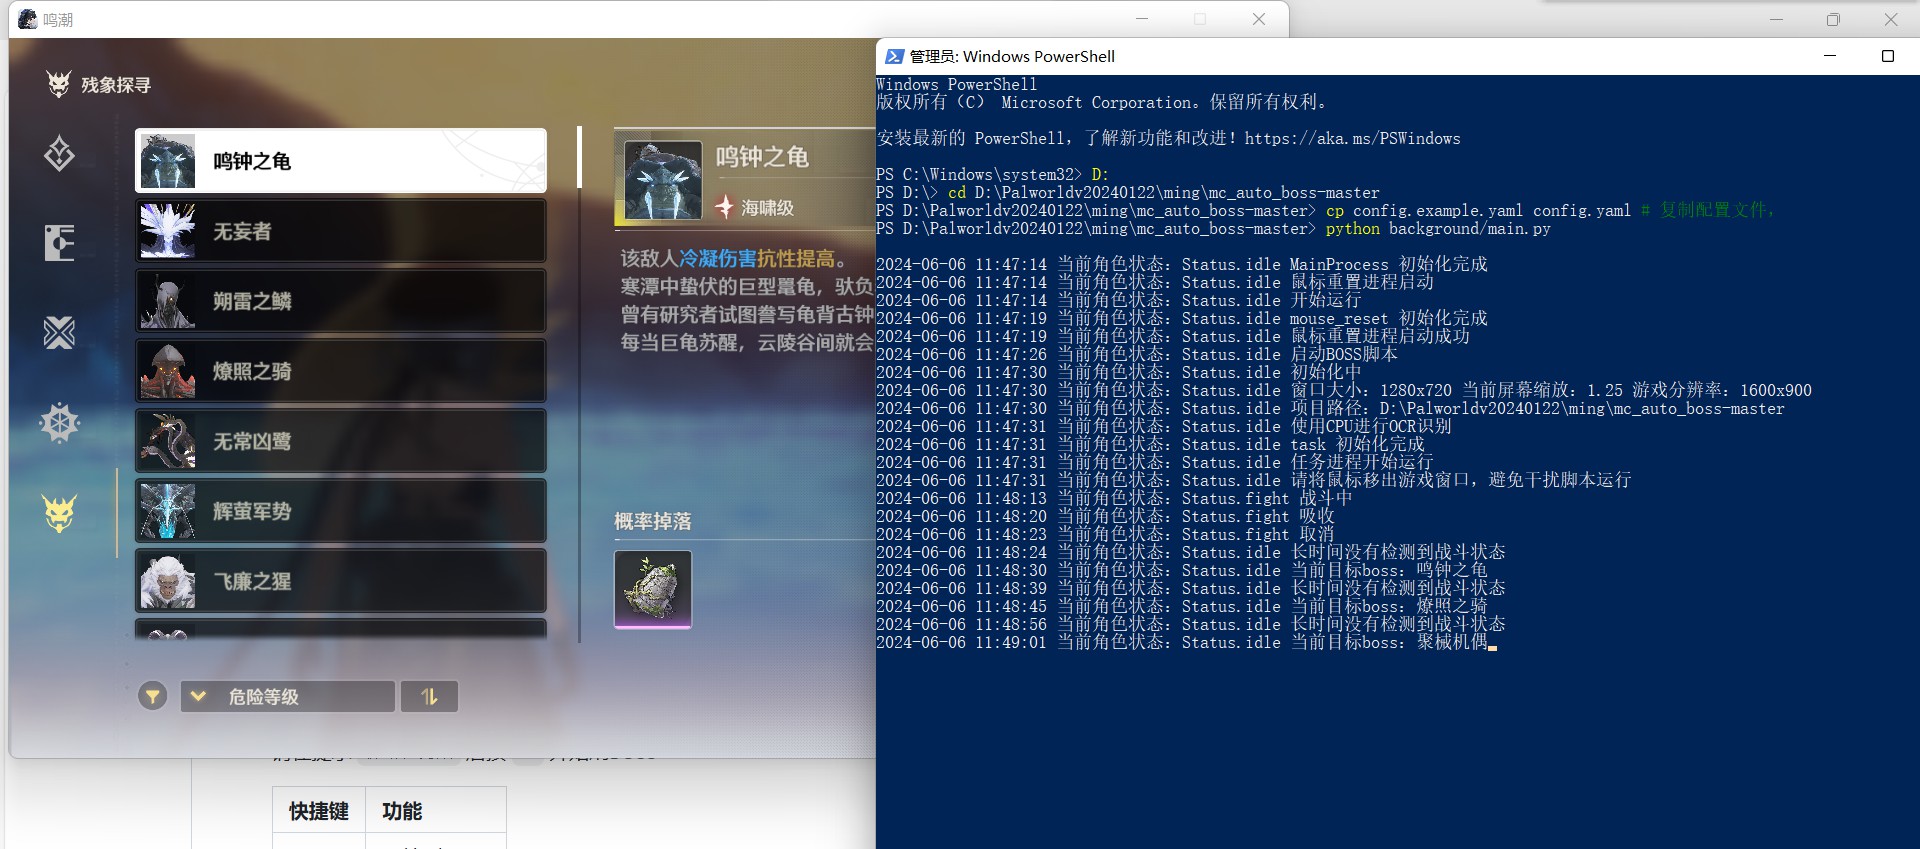 鸣潮
残象探寻
鸣钟之龟
无妄者
朔雷之鳞
燎照之骑
无常凶鹭
辉萤军势
飞廉之猩
危险等级
鸣钟之龟
海啸级
该敌人冷凝伤害抗性提高。
寒潭中蛰伏的巨型鼍龟，驮负
曾有研究者试图誊写龟背古钟
每当巨龟苏醒，云陵谷间就会
概率掉落
快捷键 功能
管理员: Windows PowerShell
Windows PowerShell
版权所有（C） Microsoft Corporation。保留所有权利。
安装最新的 PowerShell，了解新功能和改进！https://aka.ms/PSWindows
PS C:\Windows\system32> D:
PS D:\> cd D:\Palworldv20240122\ming\mc_auto_boss-master
PS D:\Palworldv20240122\ming\mc_auto_boss-master> cp config.example.yaml config.yaml # 复制配置文件，
PS D:\Palworldv20240122\ming\mc_auto_boss-master> python background/main.py
2024-06-06 11:47:14 当前角色状态：Status.idle MainProcess 初始化完成
2024-06-06 11:47:14 当前角色状态：Status.idle 鼠标重置进程启动
2024-06-06 11:47:14 当前角色状态：Status.idle 开始运行
2024-06-06 11:47:19 当前角色状态：Status.idle mouse_reset 初始化完成
2024-06-06 11:47:19 当前角色状态：Status.idle 鼠标重置进程启动成功
2024-06-06 11:47:26 当前角色状态：Status.idle 启动BOSS脚本
2024-06-06 11:47:30 当前角色状态：Status.idle 初始化中
2024-06-06 11:47:30 当前角色状态：Status.idle 窗口大小：1280x720 当前屏幕缩放：1.25 游戏分辨率：1600x900
2024-06-06 11:47:30 当前角色状态：Status.idle 项目路径：D:\Palworldv20240122\ming\mc_auto_boss-master
2024-06-06 11:47:31 当前角色状态：Status.idle 使用CPU进行OCR识别
2024-06-06 11:47:31 当前角色状态：Status.idle task 初始化完成
2024-06-06 11:47:31 当前角色状态：Status.idle 任务进程开始运行
2024-06-06 11:47:31 当前角色状态：Status.idle 请将鼠标移出游戏窗口，避免干扰脚本运行
2024-06-06 11:48:13 当前角色状态：Status.fight 战斗中
2024-06-06 11:48:20 当前角色状态：Status.fight 吸收
2024-06-06 11:48:23 当前角色状态：Status.fight 取消
2024-06-06 11:48:24 当前角色状态：Status.idle 长时间没有检测到战斗状态
2024-06-06 11:48:30 当前角色状态：Status.idle 当前目标boss：鸣钟之龟
2024-06-06 11:48:39 当前角色状态：Status.idle 长时间没有检测到战斗状态
2024-06-06 11:48:45 当前角色状态：Status.idle 当前目标boss：燎照之骑
2024-06-06 11:48:56 当前角色状态：Status.idle 长时间没有检测到战斗状态
2024-06-06 11:49:01 当前角色状态：Status.idle 当前目标boss：聚械机偶